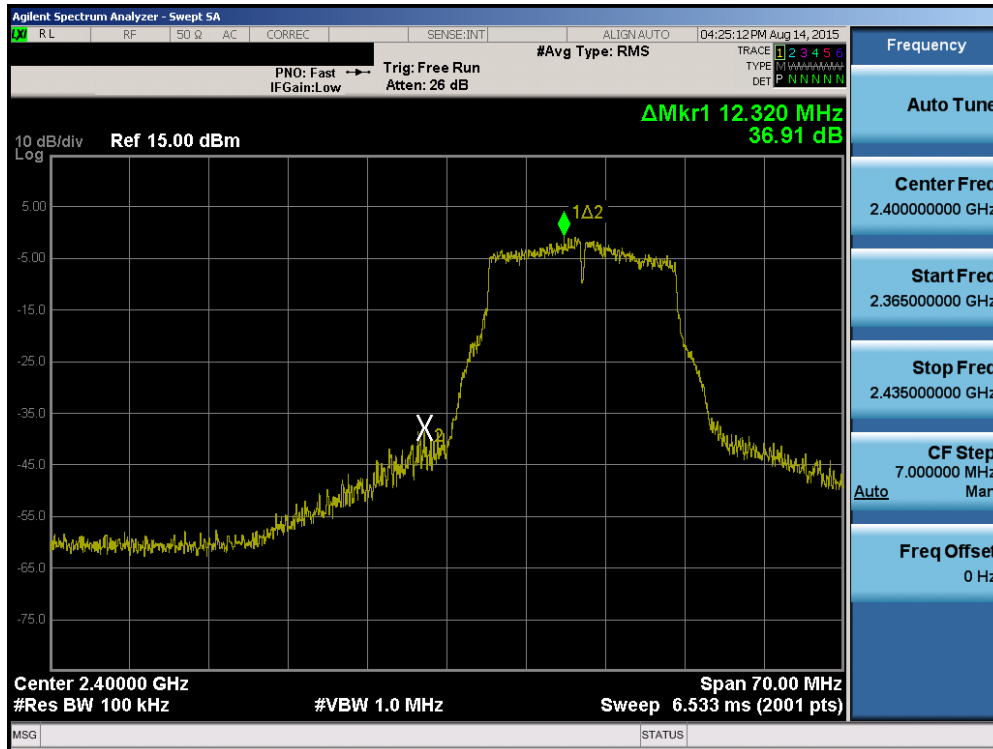 Agilent Spectrum Analyzer - Swept SA
LXI RL RF 50 Ω AC CORREC SENSE:INT ALIGN AUTO 04:25:12 PM Aug 14, 2015
#Avg Type: RMS TRACE 1 2 3 4 5 6
PNO: Fast Trig: Free Run TYPE M
IFGain:Low Atten: 26 dB DET P N N N N N
ΔMkr1 12.320 MHz
36.91 dB
10 dB/div Ref 15.00 dBm
Log
5.00
1Δ2
-5.00
-15.0
-25.0
-35.0
X2
-45.0
-55.0
-65.0
-75.0
Center 2.40000 GHz Span 70.00 MHz
#Res BW 100 kHz #VBW 1.0 MHz Sweep 6.533 ms (2001 pts)
MSG STATUS
Frequency
Auto Tune
Center Freq
2.400000000 GHz
Start Freq
2.365000000 GHz
Stop Freq
2.435000000 GHz
CF Step
7.000000 MHz
Auto Man
Freq Offset
0 Hz